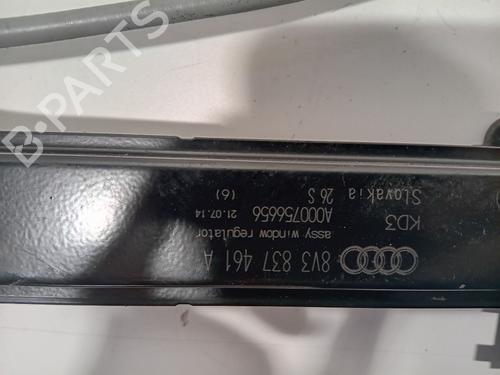 8V3 837 461 A
assy window regulator
A000756656 21.07.14
(6)
KD3
Slovakia 26 S
B-PARTS